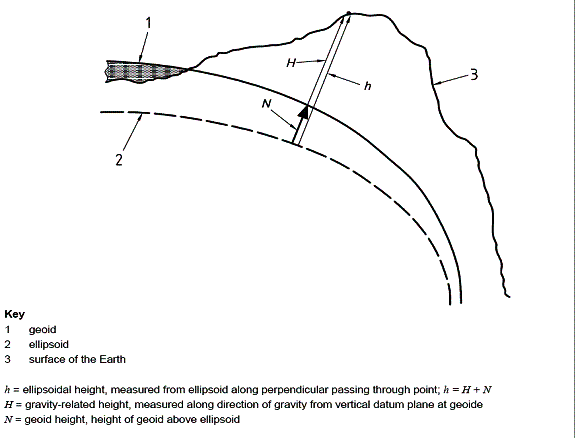 1
H
h
3
N
2
Key
1 geoid
2 ellipsoid
3 surface of the Earth
h = ellipsoidal height, measured from ellipsoid along perpendicular passing through point; h = H + N
H = gravity-related height, measured along direction of gravity from vertical datum plane at geoide
N = geoid height, height of geoid above ellipsoid